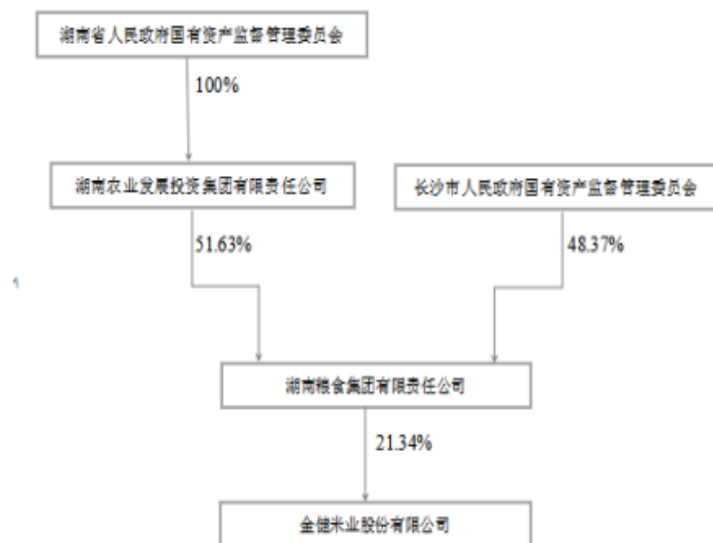 湖南省人民政府国有资产监督管理委员会
100%
湖南农业发展投资集团有限责任公司
长沙市人民政府国有资产监督管理委员会
51.63%
48.37%
湖南粮食集团有限责任公司
21.34%
金健米业股份有限公司